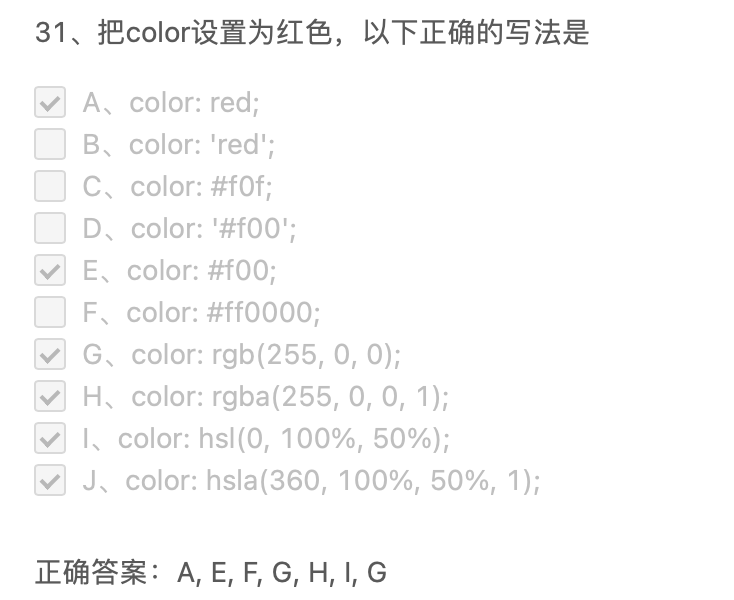 31、把color设置为红色，以下正确的写法是
A、color: red;
B、color: 'red';
C、color: #f0f;
D、color: '#f00';
E、color: #f00;
F、color: #ff0000;
G、color: rgb(255, 0, 0);
H、color: rgba(255, 0, 0, 1);
I、color: hsl(0, 100%, 50%);
J、color: hsla(360, 100%, 50%, 1);
正确答案：A, E, F, G, H, I, G